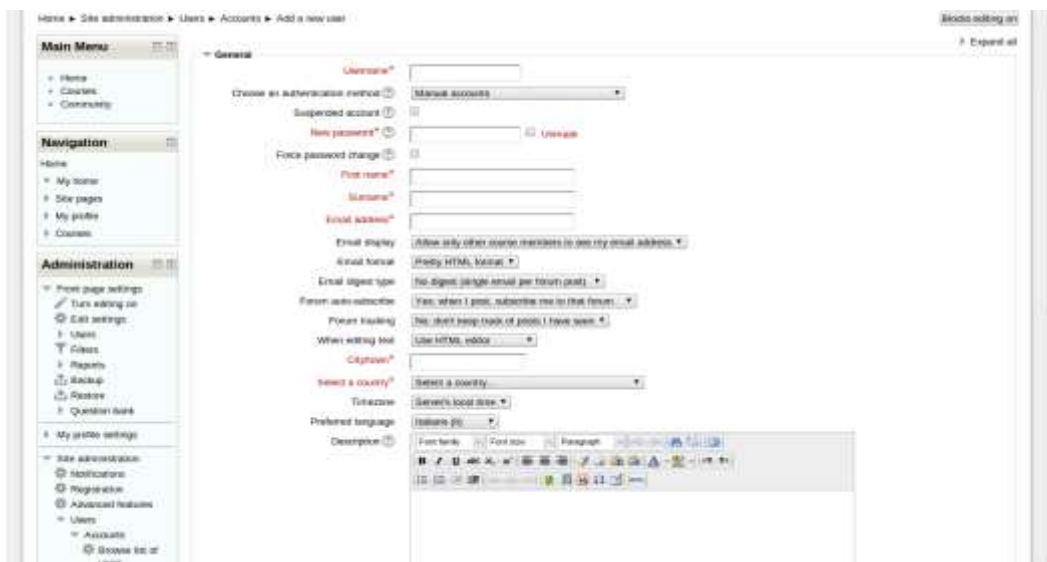 Home ► Site administration ► Users ► Accounts ► Add a new user
Blocks editing on
Expand all
Main Menu
Home
Courses
Community
Navigation
Home
My home
Site pages
My profile
Courses
Administration
Front page settings
Turn editing on
Edit settings
Users
Filters
Reports
Backup
Restore
Question bank
My profile settings
Site administration
Notifications
Registration
Advanced features
Users
Accounts
Browse list of
General
Username*
Choose an authentication method Manual accounts
Suspended account
New password* Unmask
Force password change
First name*
Surname*
Email address*
Email display Allow only other course members to see my email address
Email format Pretty HTML format
Email digest type No digest (single email per forum post)
Forum auto-subscribe Yes: when I post, subscribe me to that forum
Forum tracking No: don't keep track of posts I have seen
When editing text Use HTML editor
City/town*
Select a country* Select a country...
Timezone Server's local time
Preferred language Italiano (it)
Description Font family Font size Paragraph